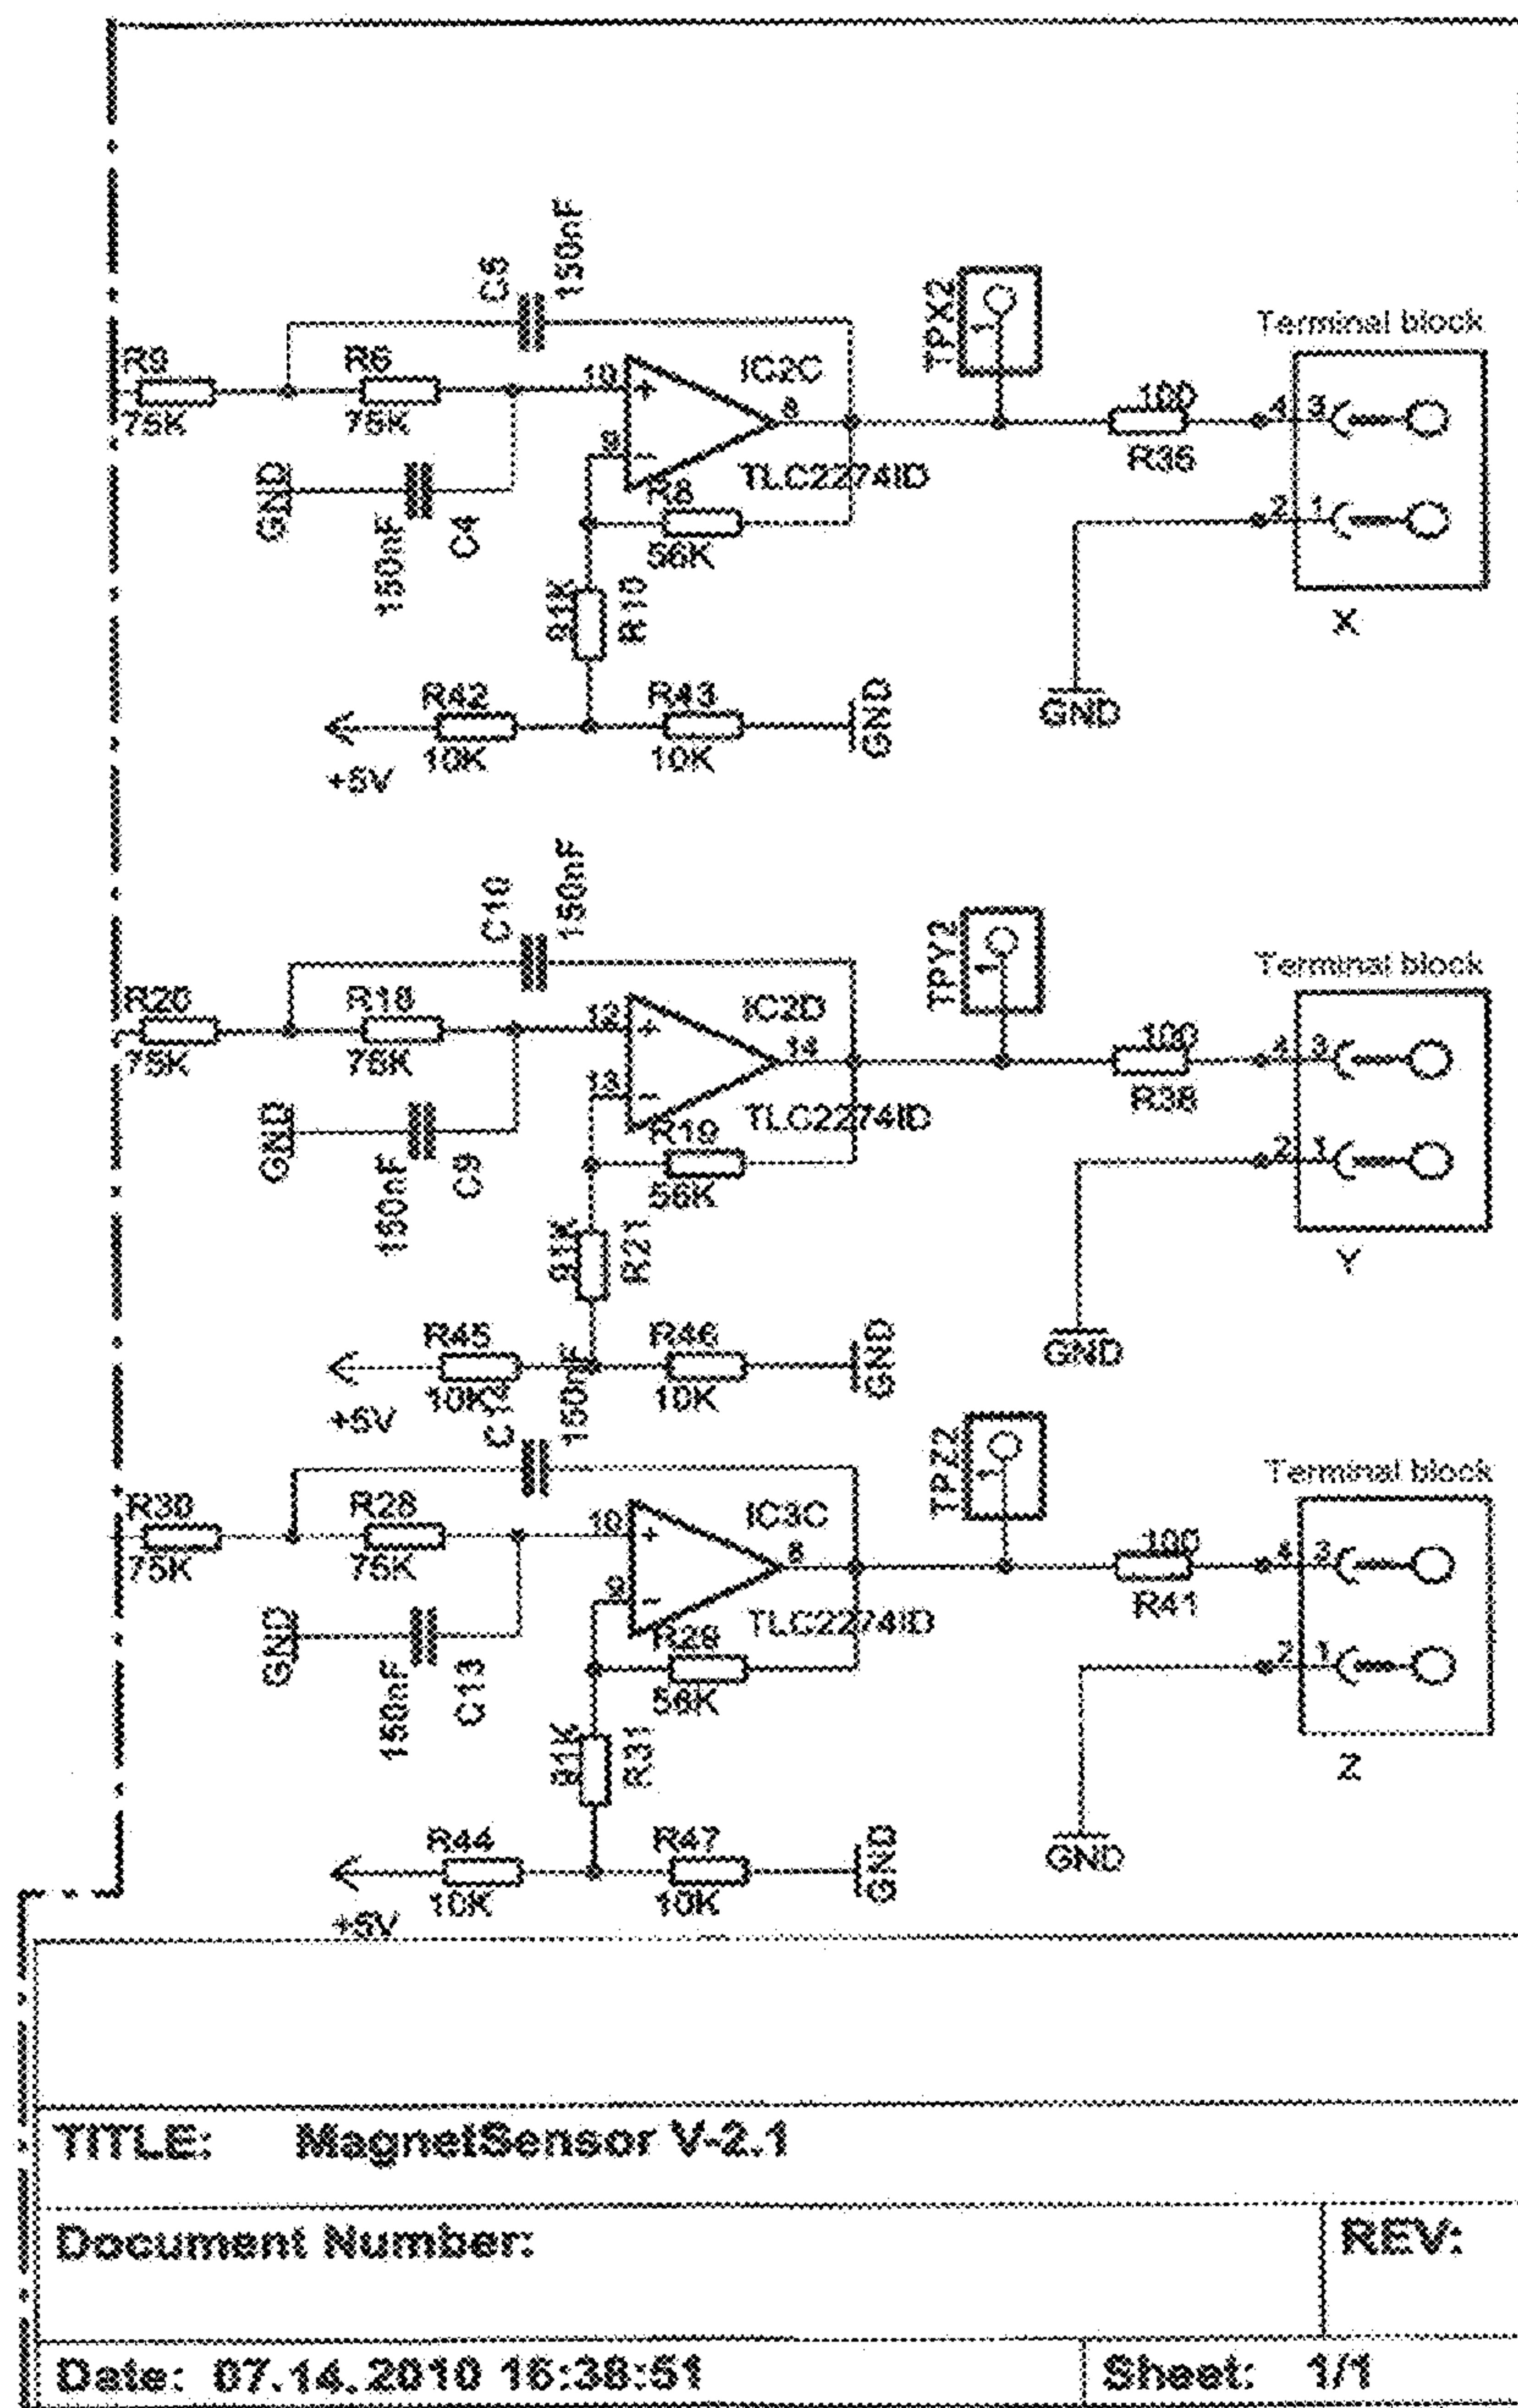 C5
150nF
R9
75K
R6
75K
10
9
IC2C
8
TLC2274ID
TPX2
1
100
R35
Terminal block
4 3
2 1
X
GND
150nF
C4
R8
56K
R10
R42
10K
R43
10K
+5V
GND
GND
C10
150nF
R20
75K
R18
75K
12
13
IC2D
14
TLC2274ID
TPY2
1
100
R38
Terminal block
4 3
2 1
Y
GND
150nF
C9
R19
56K
R21
R45
10K
R46
10K
+5V
GND
GND
150nF
R30
75K
R28
75K
10
9
IC3C
8
TLC2274ID
TPZ2
1
100
R41
Terminal block
4 3
2 1
Z
GND
150nF
C13
R29
56K
R31
R44
10K
R47
10K
+5V
GND
GND
TITLE: MagnetSensor V-2.1
Document Number:
REV:
Date: 07.14.2010 16:38:51
Sheet: 1/1